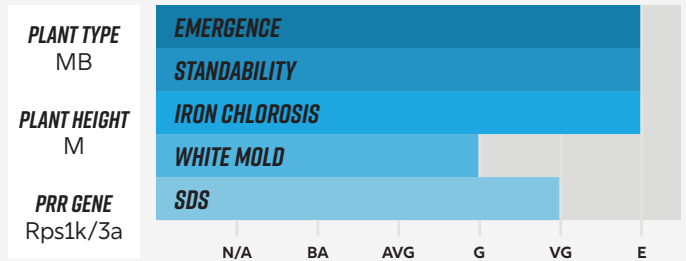 PLANT TYPE
MB
PLANT HEIGHT
M
PRR GENE
Rps1k/3a
EMERGENCE
STANDABILITY
IRON CHLOROSIS
WHITE MOLD
SDS
N/A BA AVG G VG E